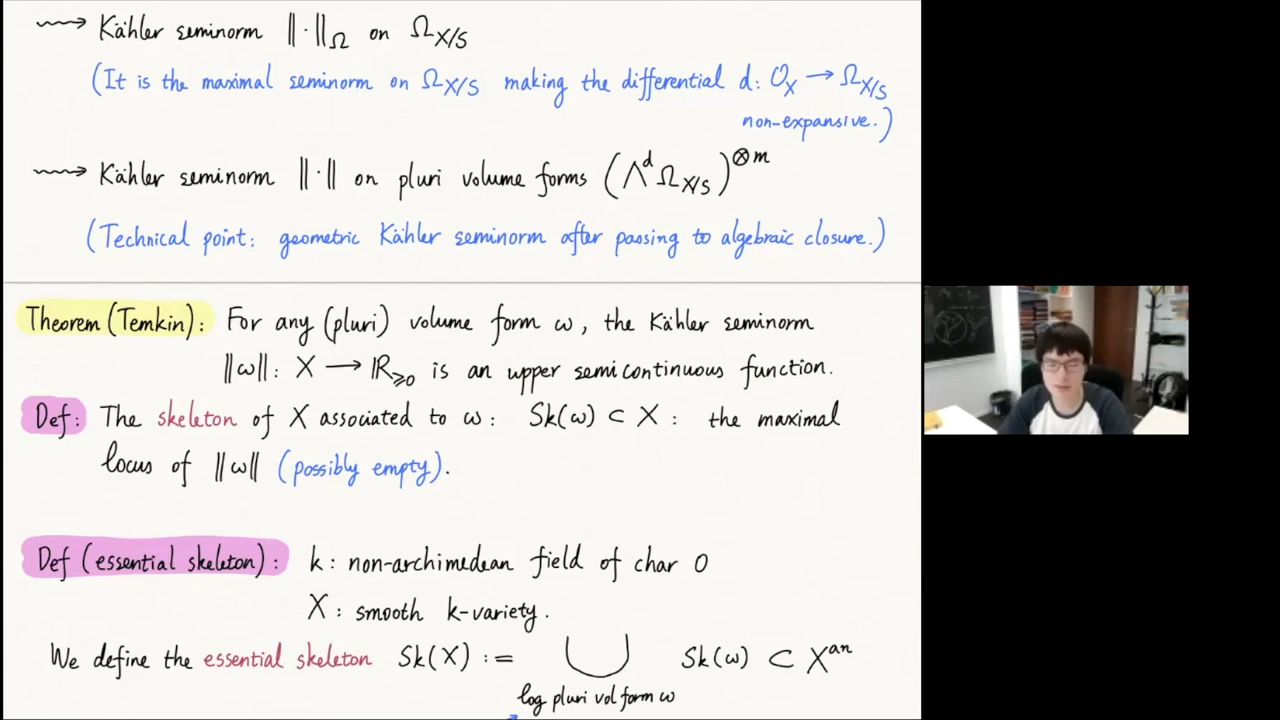 ⇝ Kähler seminorm ‖·‖_Ω on Ω_{X/S}
(It is the maximal seminorm on Ω_{X/S} making the differential d: O_X → Ω_{X/S}
non-expansive.)
⇝ Kähler seminorm ‖·‖ on pluri volume forms (Λ^d Ω_{X/S})^{⊗m}
(Technical point: geometric Kähler seminorm after passing to algebraic closure.)
Theorem (Temkin): For any (pluri) volume form ω, the Kähler seminorm
‖ω‖: X → ℝ_{≥0} is an upper semicontinuous function.
Def: The skeleton of X associated to ω: Sk(ω) ⊂ X: the maximal
locus of ‖ω‖ (possibly empty).
Def (essential skeleton): k: non-archimedean field of char 0
X: smooth k-variety.
We define the essential skeleton Sk(X) := ⋃ Sk(ω) ⊂ X^{an}
log pluri vol form ω